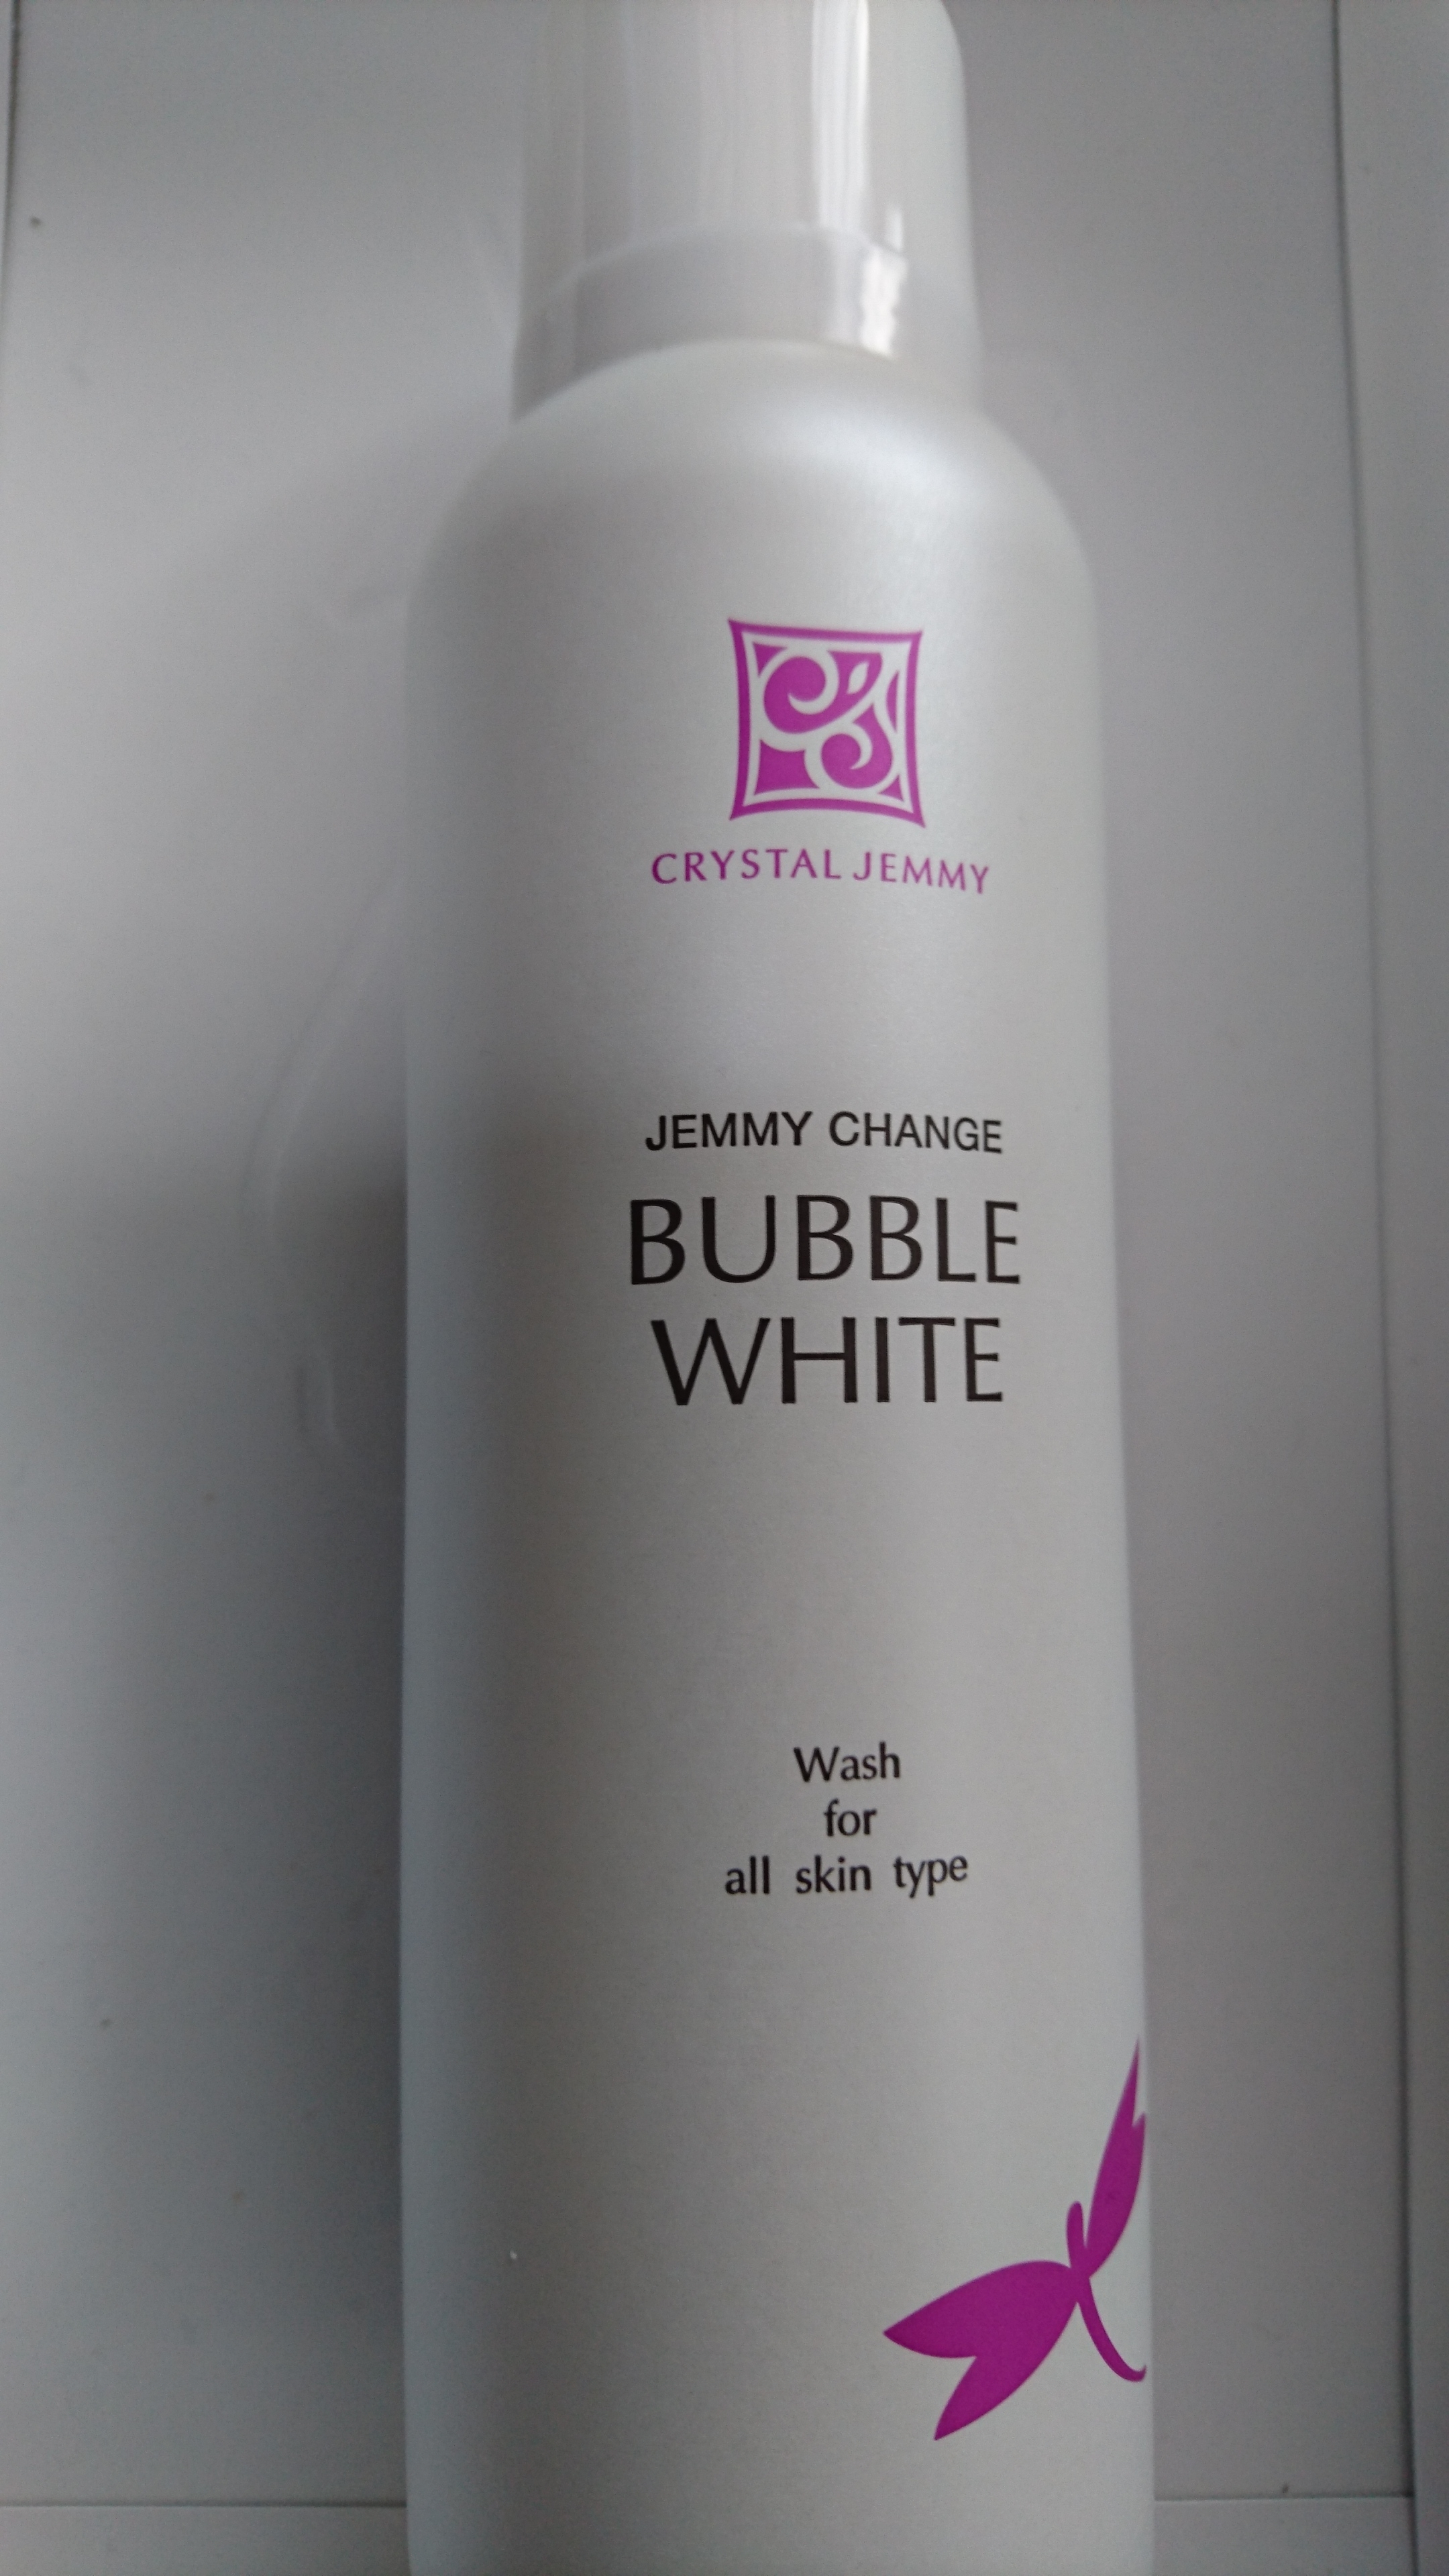 CRYSTAL JEMMY
JEMMY CHANGE
BUBBLE
WHITE
Wash
for
all skin type